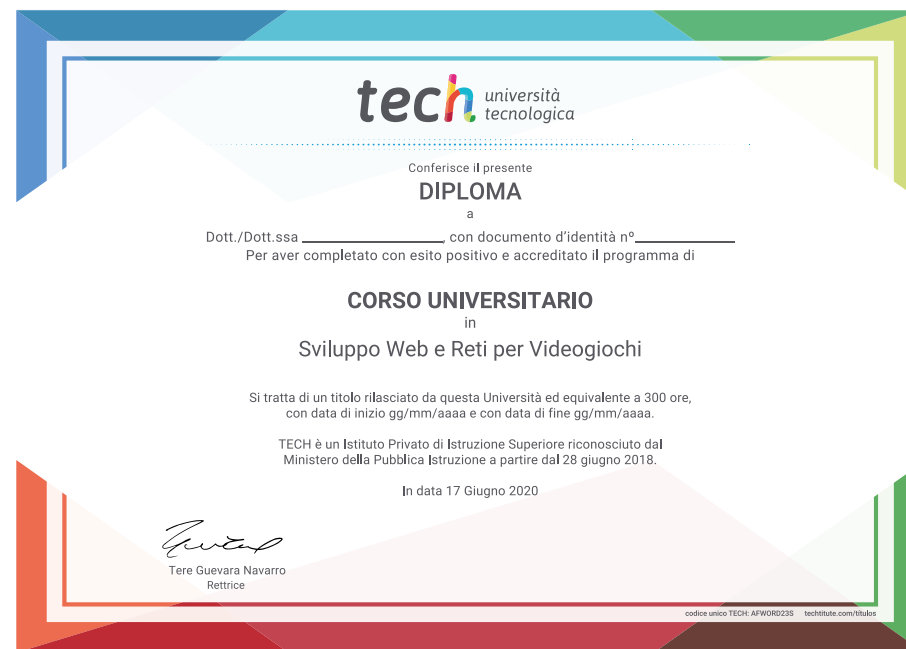 tech università
tecnologica
Conferisce il presente
DIPLOMA
a
Dott./Dott.ssa ____________________, con documento d'identità nº______________
Per aver completato con esito positivo e accreditato il programma di
CORSO UNIVERSITARIO
in
Sviluppo Web e Reti per Videogiochi
Si tratta di un titolo rilasciato da questa Università ed equivalente a 300 ore,
con data di inizio gg/mm/aaaa e con data di fine gg/mm/aaaa.
TECH è un Istituto Privato di Istruzione Superiore riconosciuto dal
Ministero della Pubblica Istruzione a partire dal 28 giugno 2018.
In data 17 Giugno 2020
Tere Guevara Navarro
Rettrice
codice unico TECH: AFWORD23S techtitute.com/titulos